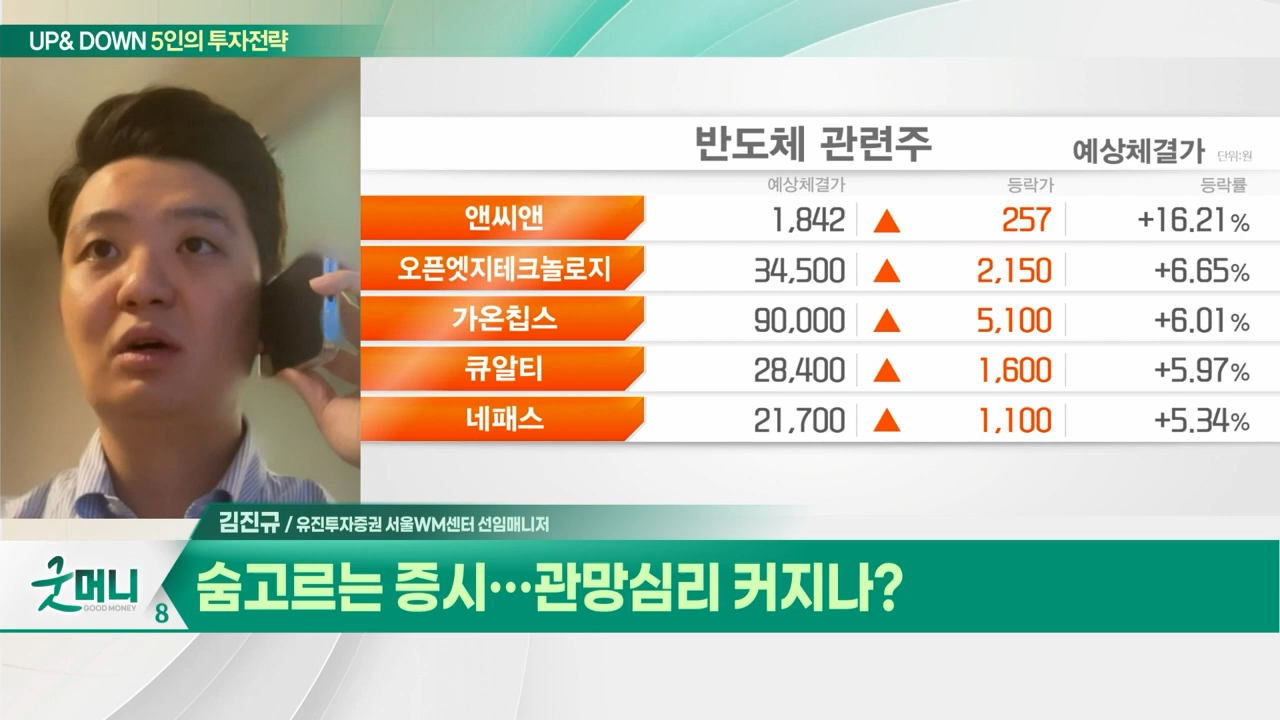 UP& DOWN 5인의 투자전략
반도체 관련주
예상체결가 단위:원
예상체결가 등락가 등락률
앤씨앤 1,842 ▲ 257 +16.21%
오픈엣지테크놀로지 34,500 ▲ 2,150 +6.65%
가온칩스 90,000 ▲ 5,100 +6.01%
큐알티 28,400 ▲ 1,600 +5.97%
네패스 21,700 ▲ 1,100 +5.34%
김진규 / 유진투자증권 서울WM센터 선임매니저
굿머니
GOOD MONEY
8
숨고르는 증시…관망심리 커지나?